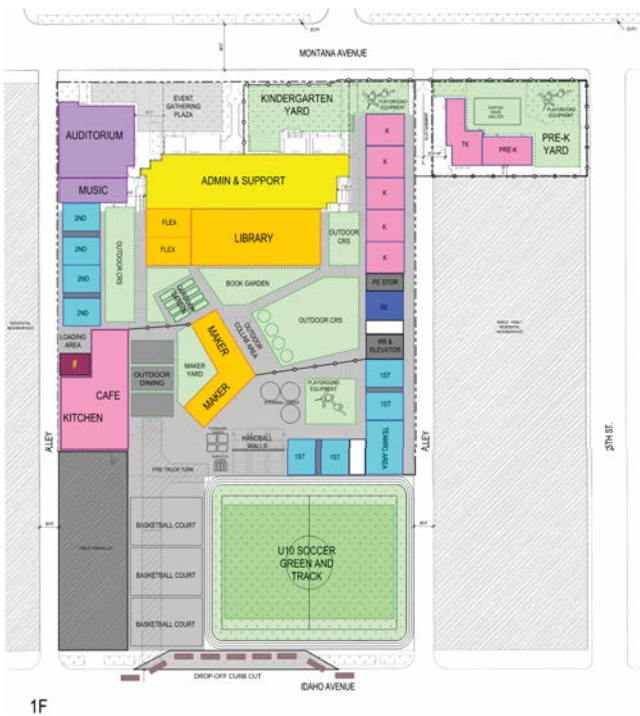 MONTANA AVENUE
EVENT
GATHERING
PLAZA
KINDERGARTEN
YARD
PLAYGROUND
EQUIPMENT
PLAYGROUND
EQUIPMENT
AUDITORIUM
K
TK
PRE-K
PRE-K
YARD
ADMIN & SUPPORT
K
MUSIC
K
2ND
FLEX
LIBRARY
OUTDOOR
CRS
K
2ND
OUTDOOR CRS
FLEX
K
2ND
BOOK GARDEN
PE STOR
2ND
OUTDOOR CRS
LOADING
AREA
MAKER
OUTDOOR
COLLAB AREA
RR &
ELEVATOR
CAFE
KITCHEN
OUTDOOR
DINING
MAKER
YARD
MAKER
PLAYGROUND
EQUIPMENT
1ST
1ST
HANDBALL
WALLS
1ST
1ST
ALLEY
ALLEY
FIRE TRUCK TURN
BASKETBALL COURT
BASKETBALL COURT
BASKETBALL COURT
U10 SOCCER
GREEN AND
TRACK
DROP-OFF CURB CUT
IDAHO AVENUE
1F